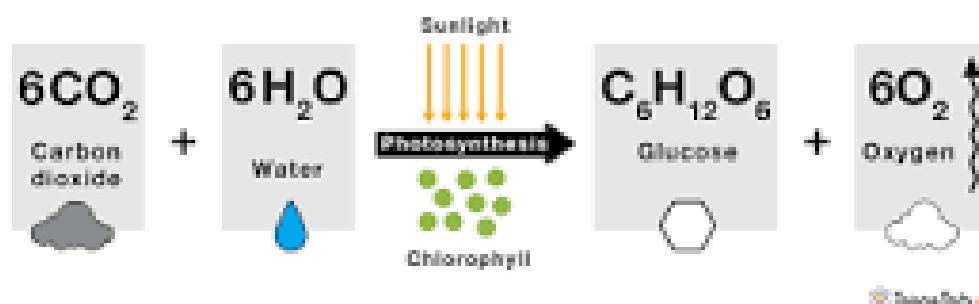 6CO₂
Carbon
dioxide
+
6H₂O
Water
Sunlight
Photosynthesis
Chlorophyll
C₆H₁₂O₆
Glucose
+
6O₂
Oxygen